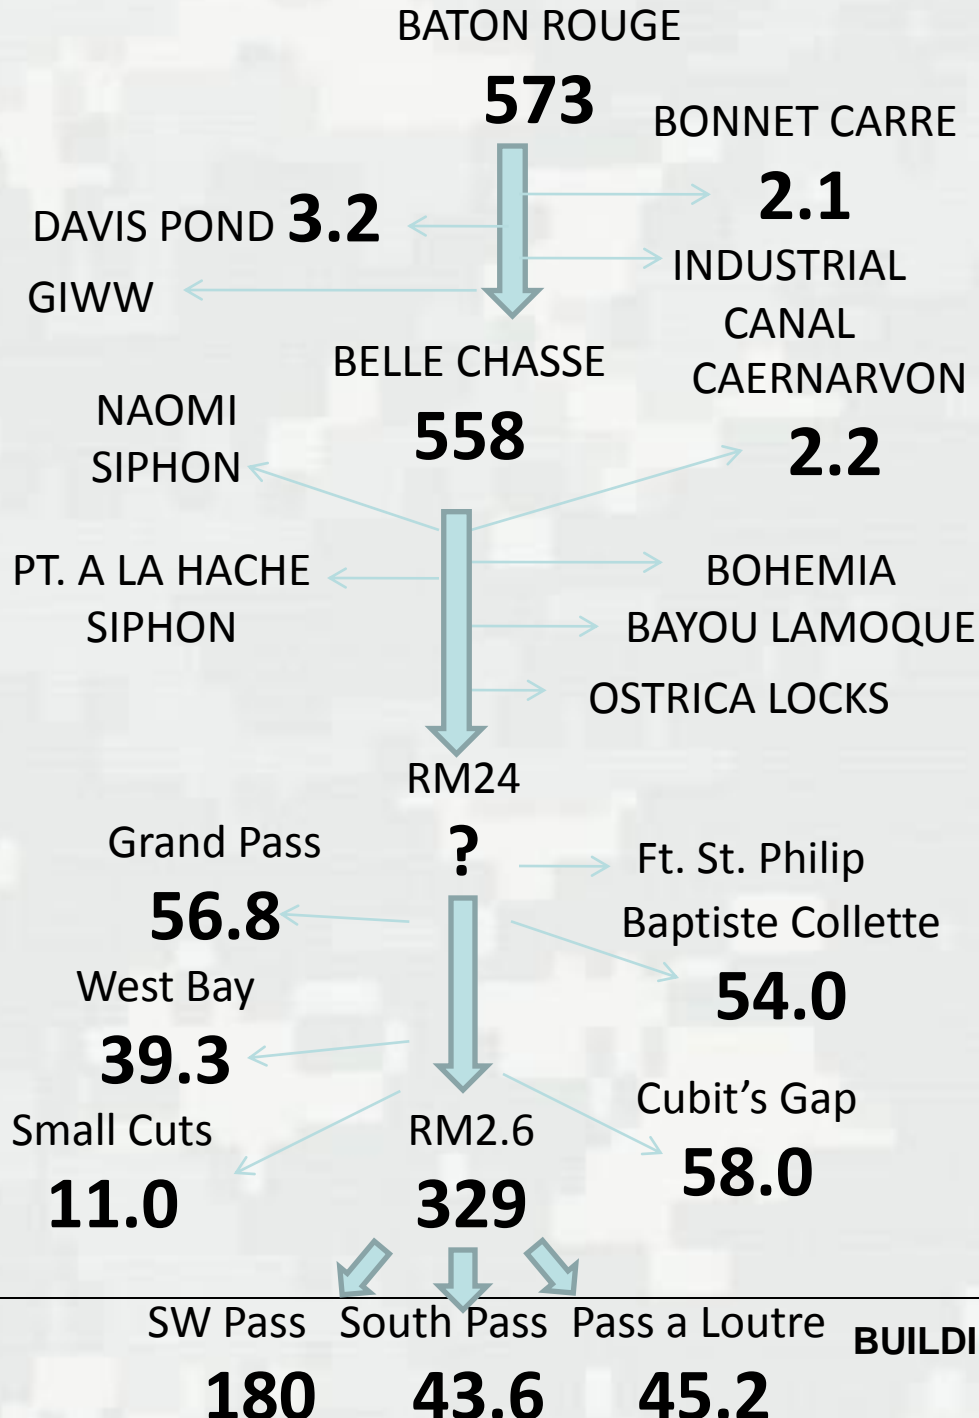 BATON ROUGE
573
BONNET CARRE
2.1
DAVIS POND 3.2
INDUSTRIAL
CANAL
GIWW
BELLE CHASSE
558
CAERNARVON
2.2
NAOMI
SIPHON
PT. A LA HACHE
SIPHON
BOHEMIA
BAYOU LAMOQUE
OSTRICA LOCKS
RM24
?
Grand Pass
56.8
Ft. St. Philip
Baptiste Collette
54.0
West Bay
39.3
Cubit's Gap
58.0
Small Cuts
11.0
RM2.6
329
SW Pass South Pass Pass a Loutre
180 43.6 45.2
BUILDI